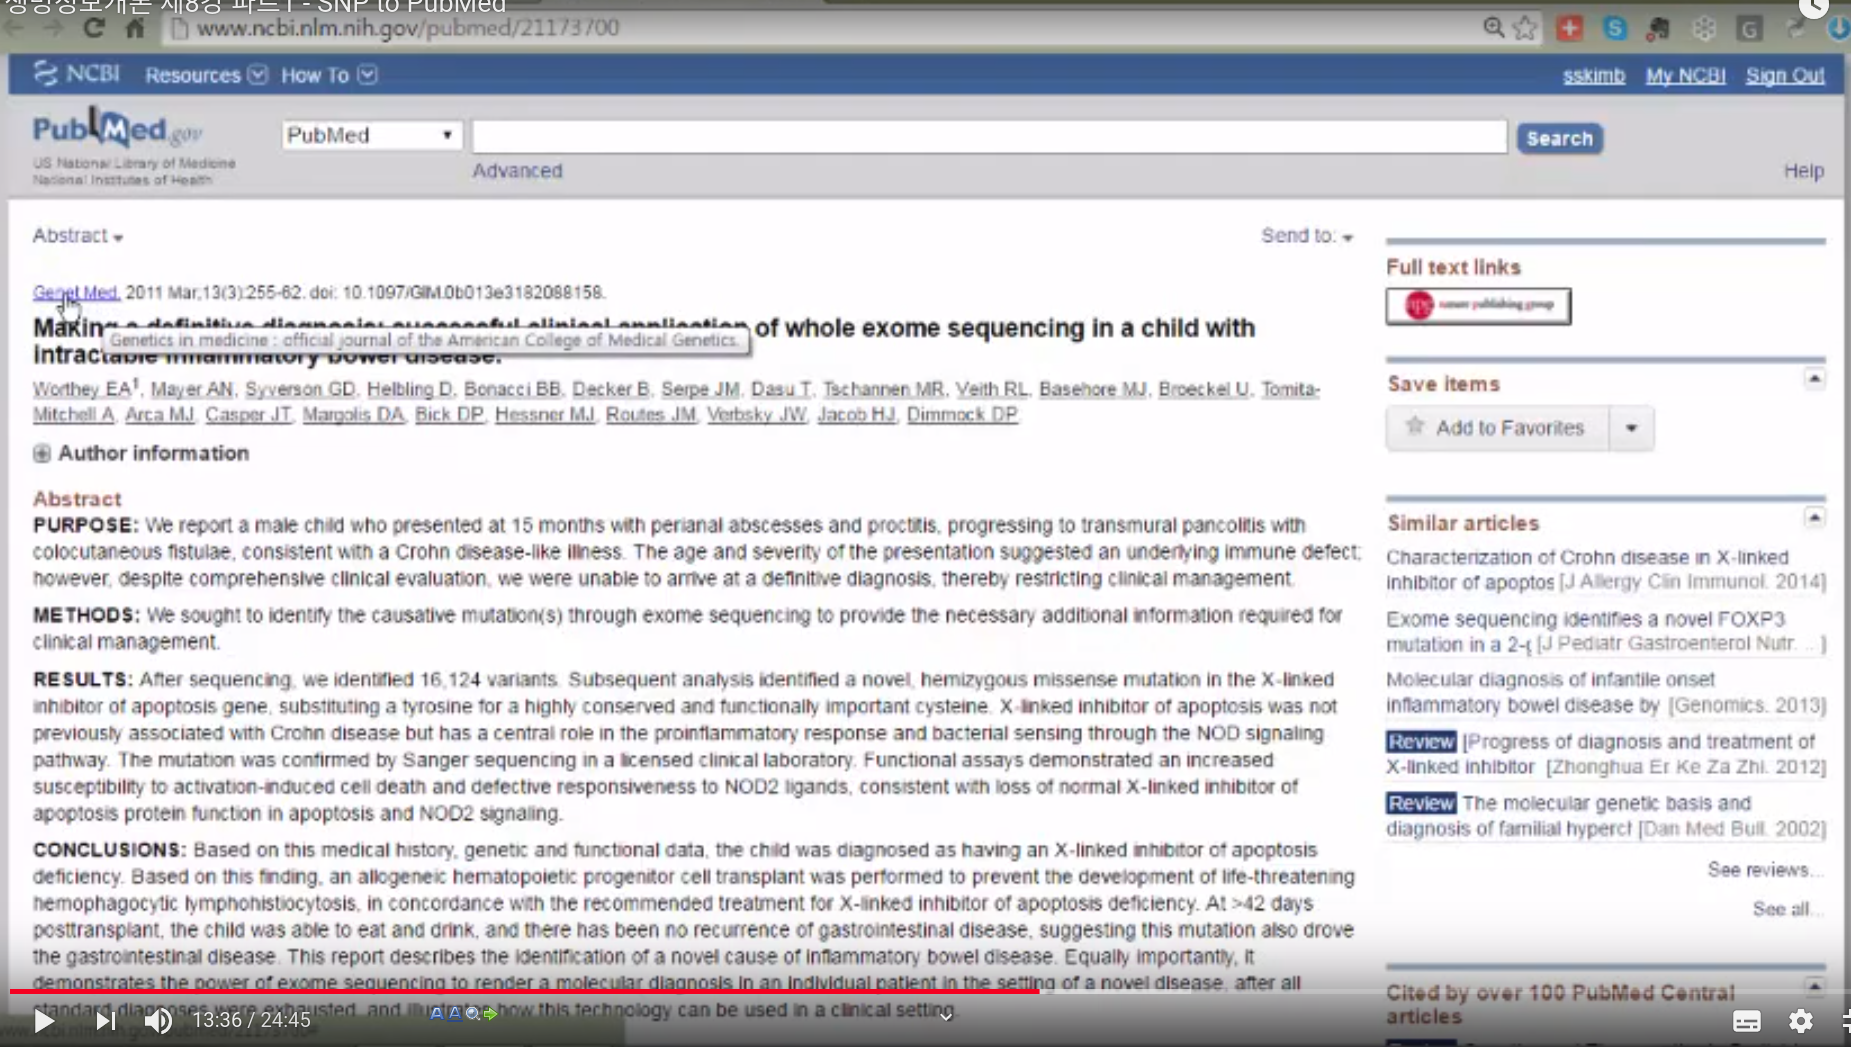 생명정보개론 제8강 파트1 - SNP to PubMed
www.ncbi.nlm.nih.gov/pubmed/21173700
NCBI Resources How To sskimb My NCBI Sign Out
PubMed.gov PubMed Search
US National Library of Medicine
National Institutes of Health
Advanced Help
Abstract Send to:
Genet Med. 2011 Mar;13(3):255-62. doi: 10.1097/GIM.0b013e3182088158.
Making a definitive diagnosis: successful clinical application of whole exome sequencing in a child with
Genetics in medicine : official journal of the American College of Medical Genetics.
intractable inflammatory bowel disease.
Worthey EA1, Mayer AN, Syverson GD, Helbling D, Bonacci BB, Decker B, Serpe JM, Dasu T, Tschannen MR, Veith RL, Basehore MJ, Broeckel U, Tomita-
Mitchell A, Arca MJ, Casper JT, Margolis DA, Bick DP, Hessner MJ, Routes JM, Verbsky JW, Jacob HJ, Dimmock DP.
Author information
Abstract
PURPOSE: We report a male child who presented at 15 months with perianal abscesses and proctitis, progressing to transmural pancolitis with
colocutaneous fistulae, consistent with a Crohn disease-like illness. The age and severity of the presentation suggested an underlying immune defect;
however, despite comprehensive clinical evaluation, we were unable to arrive at a definitive diagnosis, thereby restricting clinical management.
METHODS: We sought to identify the causative mutation(s) through exome sequencing to provide the necessary additional information required for
clinical management.
RESULTS: After sequencing, we identified 16,124 variants. Subsequent analysis identified a novel, hemizygous missense mutation in the X-linked
inhibitor of apoptosis gene, substituting a tyrosine for a highly conserved and functionally important cysteine. X-linked inhibitor of apoptosis was not
previously associated with Crohn disease but has a central role in the proinflammatory response and bacterial sensing through the NOD signaling
pathway. The mutation was confirmed by Sanger sequencing in a licensed clinical laboratory. Functional assays demonstrated an increased
susceptibility to activation-induced cell death and defective responsiveness to NOD2 ligands, consistent with loss of normal X-linked inhibitor of
apoptosis protein function in apoptosis and NOD2 signaling.
CONCLUSIONS: Based on this medical history, genetic and functional data, the child was diagnosed as having an X-linked inhibitor of apoptosis
deficiency. Based on this finding, an allogeneic hematopoietic progenitor cell transplant was performed to prevent the development of life-threatening
hemophagocytic lymphohistiocytosis, in concordance with the recommended treatment for X-linked inhibitor of apoptosis deficiency. At >42 days
posttransplant, the child was able to eat and drink, and there has been no recurrence of gastrointestinal disease, suggesting this mutation also drove
the gastrointestinal disease. This report describes the identification of a novel cause of inflammatory bowel disease. Equally importantly, it
demonstrates the power of exome sequencing to render a molecular diagnosis in an individual patient in the setting of a novel disease, after all
standard diagnoses were exhausted, and how this technology can be used in a clinical setting.
Full text links
nature publishing group
Save items
Add to Favorites
Similar articles
Characterization of Crohn disease in X-linked
inhibitor of apoptos [J Allergy Clin Immunol. 2014]
Exome sequencing identifies a novel FOXP3
mutation in a 2- [J Pediatr Gastroenterol Nutr. ...]
Molecular diagnosis of infantile onset
inflammatory bowel disease by [Genomics. 2013]
Review [Progress of diagnosis and treatment of
X-linked inhibitor [Zhonghua Er Ke Za Zhi. 2012]
Review The molecular genetic basis and
diagnosis of familial hyperc [Dan Med Bull. 2002]
See reviews...
See all...
Cited by over 100 PubMed Central
articles
13:36 / 24:45